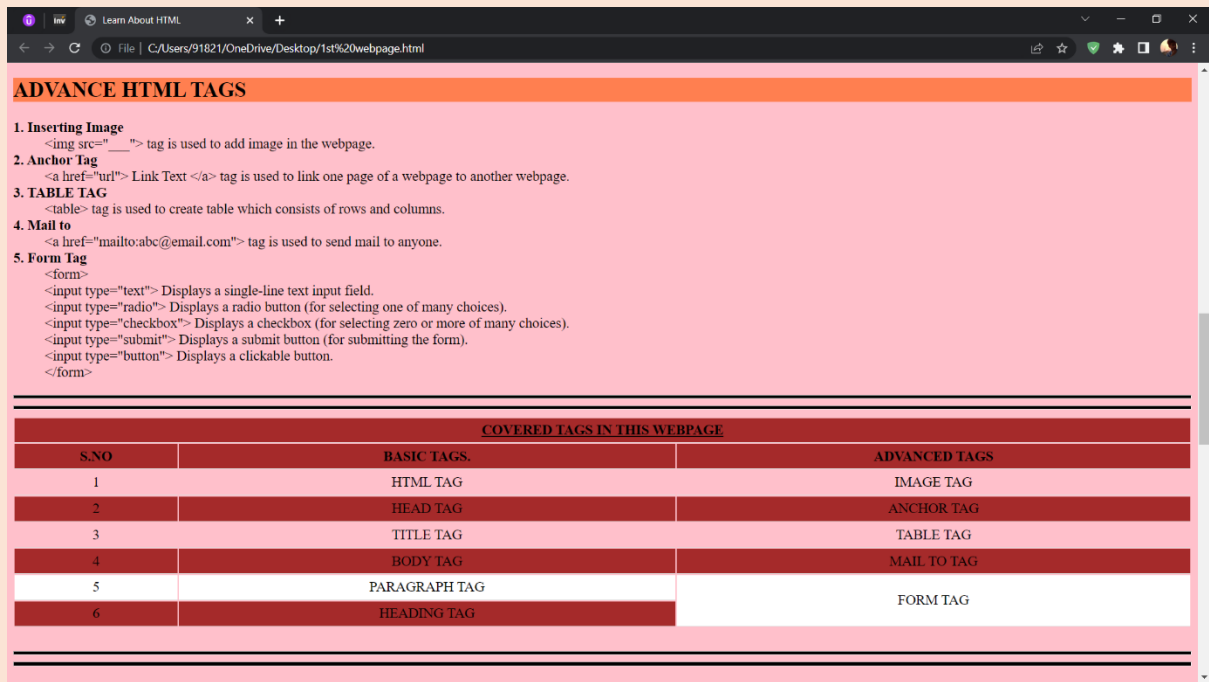 inv
Learn About HTML
File | C:/Users/91821/OneDrive/Desktop/1st%20webpage.html
ADVANCE HTML TAGS
1. Inserting Image
<img src="___"> tag is used to add image in the webpage.
2. Anchor Tag
<a href="url"> Link Text </a> tag is used to link one page of a webpage to another webpage.
3. TABLE TAG
<table> tag is used to create table which consists of rows and columns.
4. Mail to
<a href="mailto:abc@email.com"> tag is used to send mail to anyone.
5. Form Tag
<form>
<input type="text"> Displays a single-line text input field.
<input type="radio"> Displays a radio button (for selecting one of many choices).
<input type="checkbox"> Displays a checkbox (for selecting zero or more of many choices).
<input type="submit"> Displays a submit button (for submitting the form).
<input type="button"> Displays a clickable button.
</form>
COVERED TAGS IN THIS WEBPAGE
S.NO BASIC TAGS. ADVANCED TAGS
1 HTML TAG IMAGE TAG
2 HEAD TAG ANCHOR TAG
3 TITLE TAG TABLE TAG
4 BODY TAG MAIL TO TAG
5 PARAGRAPH TAG FORM TAG
6 HEADING TAG